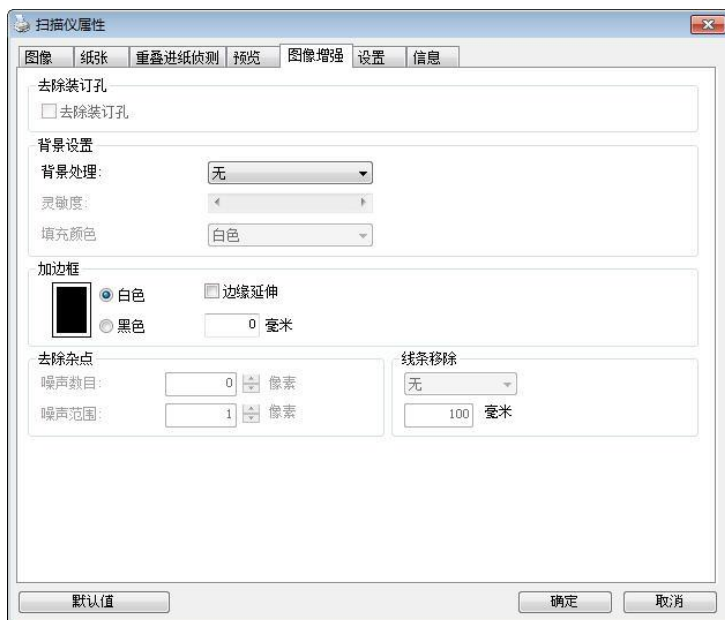 扫描仪属性
图像 纸张 重叠进纸侦测 预览 图像增强 设置 信息
去除装订孔
去除装订孔
背景设置
背景处理: 无
灵敏度:
填充颜色 白色
加边框
白色 边缘延伸
黑色 0 毫米
去除杂点 线条移除
噪声数目: 0 像素 无
噪声范围: 1 像素 100 毫米
默认值 确定 取消